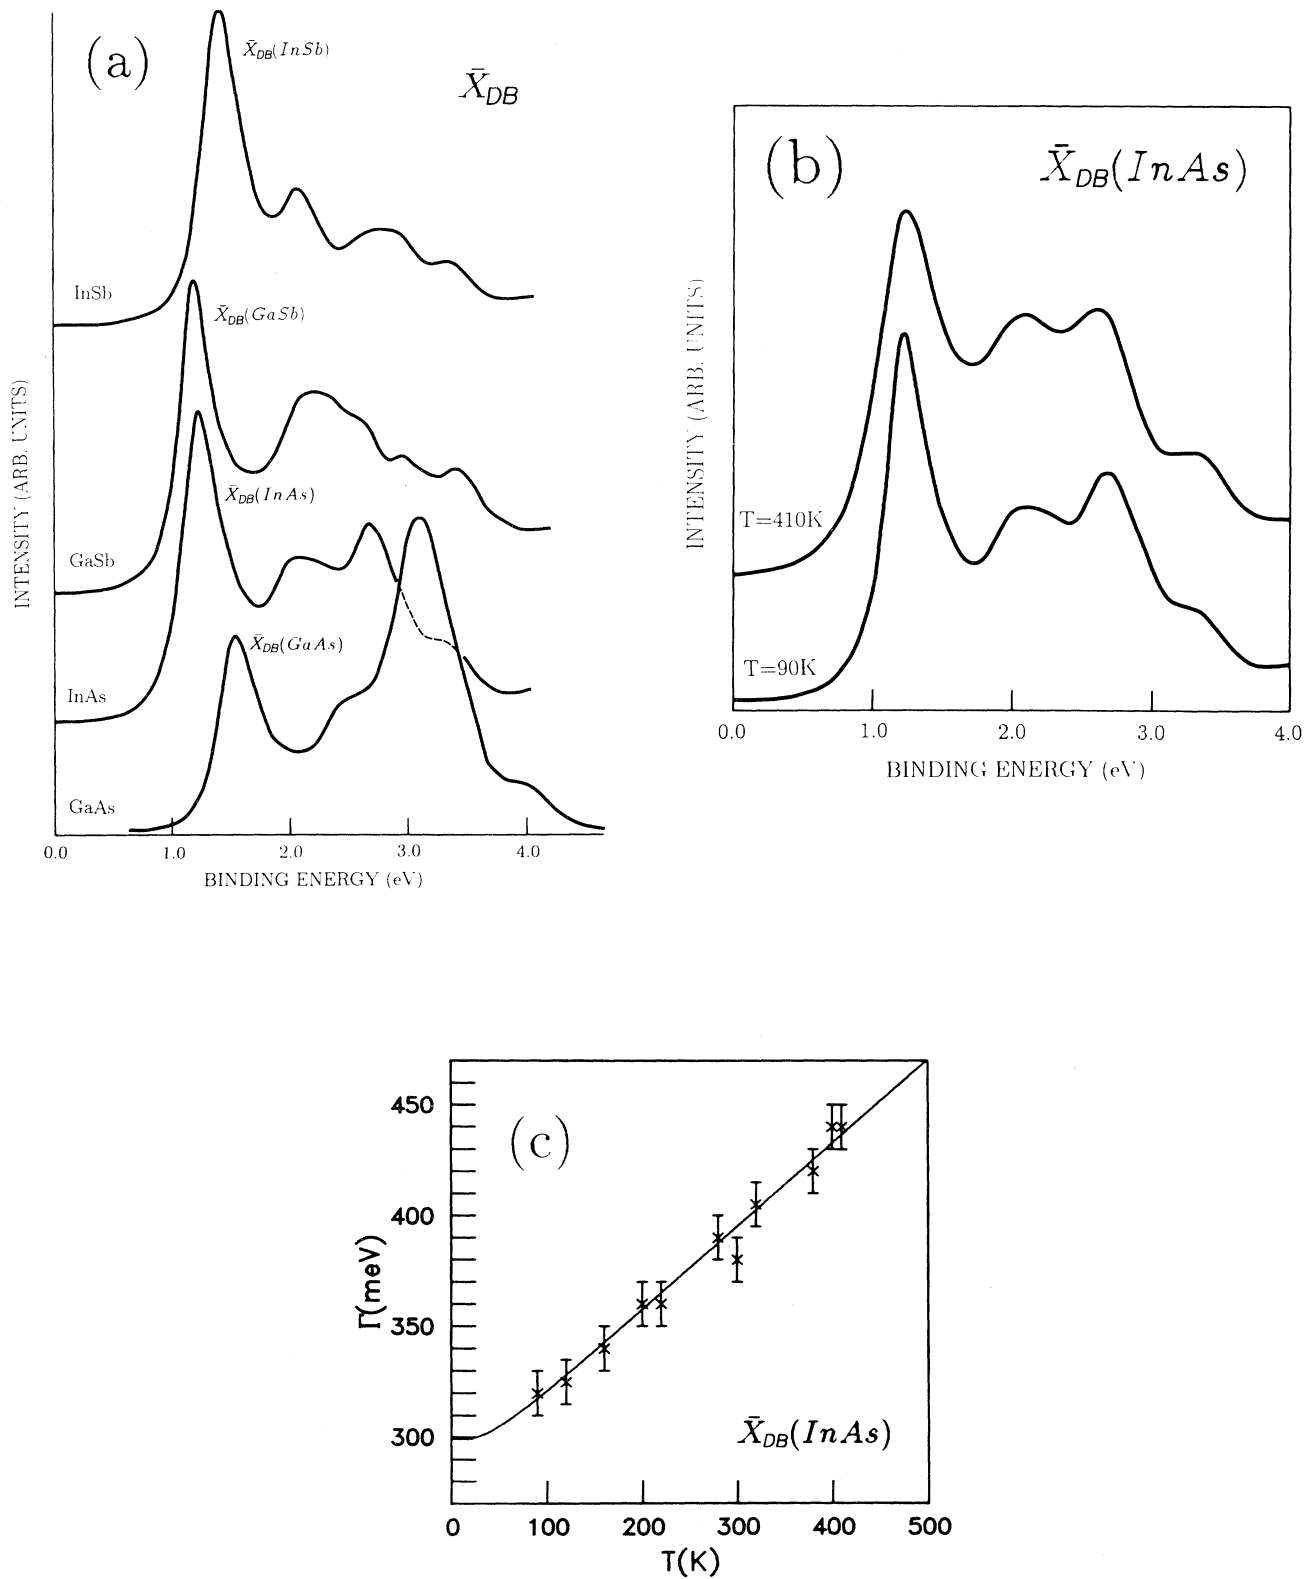 (a)
X̄DB(InSb)
X̄DB
InSb
X̄DB(GaSb)
INTENSITY (ARB. UNITS)
X̄DB(InAs)
GaSb
X̄DB(GaAs)
InAs
GaAs
0.0 1.0 2.0 3.0 4.0
BINDING ENERGY (eV)
(b)
X̄DB(InAs)
INTENSITY (ARB. UNITS)
T=410K
T=90K
0.0 1.0 2.0 3.0 4.0
BINDING ENERGY (eV)
(c)
450
400
350
300
Γ(meV)
X̄DB(InAs)
0 100 200 300 400 500
T(K)